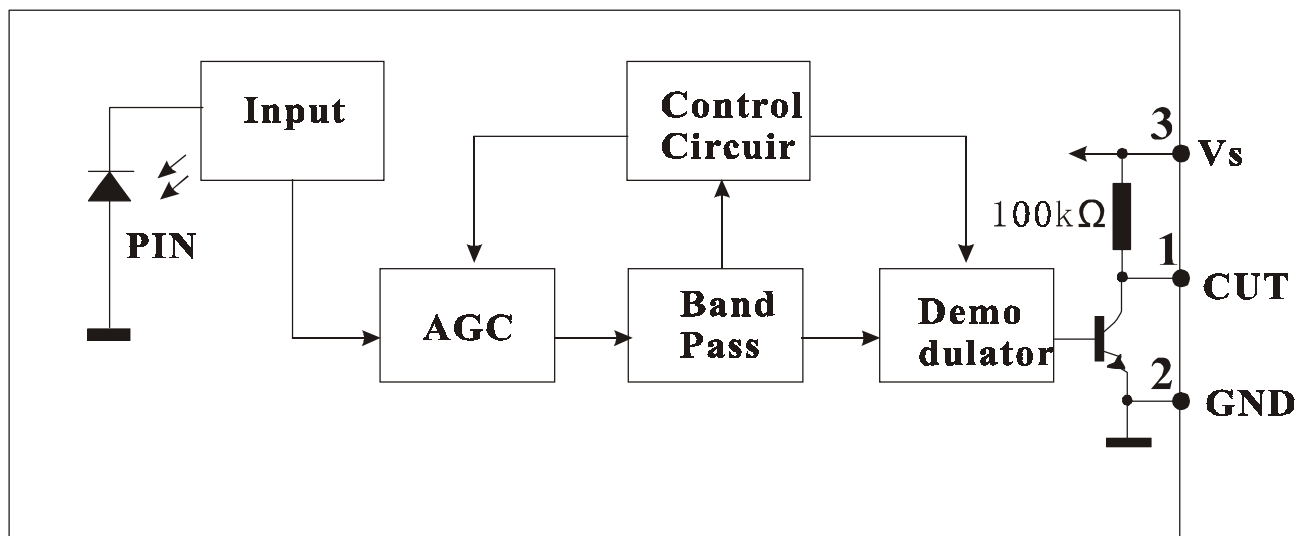 Input
Control
Circuir
3
Vs
PIN
100kΩ
1
CUT
AGC
Band
Pass
Demo
dulator
2
GND